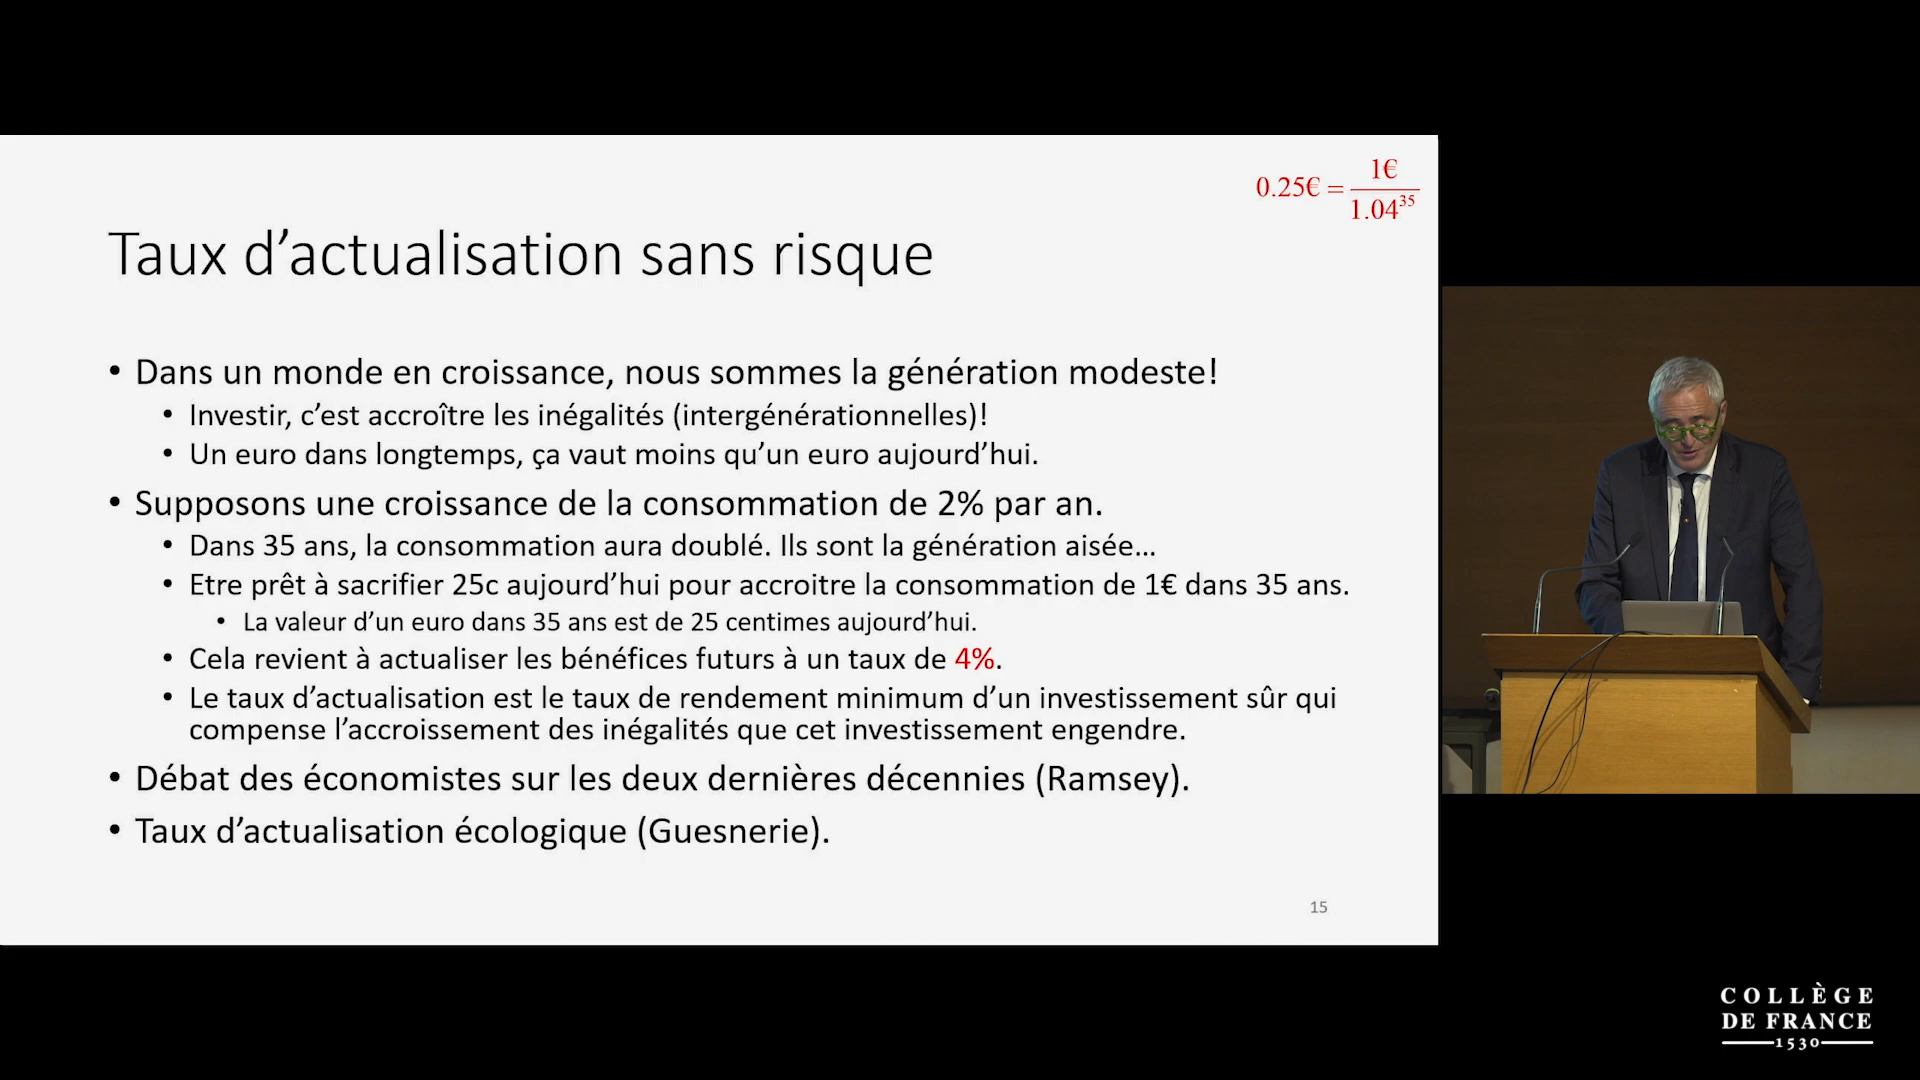 0.25€ = 1€ / 1.04³⁵
Taux d’actualisation sans risque
• Dans un monde en croissance, nous sommes la génération modeste!
• Investir, c’est accroître les inégalités (intergénérationnelles)!
• Un euro dans longtemps, ça vaut moins qu’un euro aujourd’hui.
• Supposons une croissance de la consommation de 2% par an.
• Dans 35 ans, la consommation aura doublé. Ils sont la génération aisée…
• Etre prêt à sacrifier 25c aujourd’hui pour accroitre la consommation de 1€ dans 35 ans.
• La valeur d’un euro dans 35 ans est de 25 centimes aujourd’hui.
• Cela revient à actualiser les bénéfices futurs à un taux de 4%.
• Le taux d’actualisation est le taux de rendement minimum d’un investissement sûr qui
compense l’accroissement des inégalités que cet investissement engendre.
• Débat des économistes sur les deux dernières décennies (Ramsey).
• Taux d’actualisation écologique (Guesnerie).
15
COLLÈGE
DE FRANCE
1530